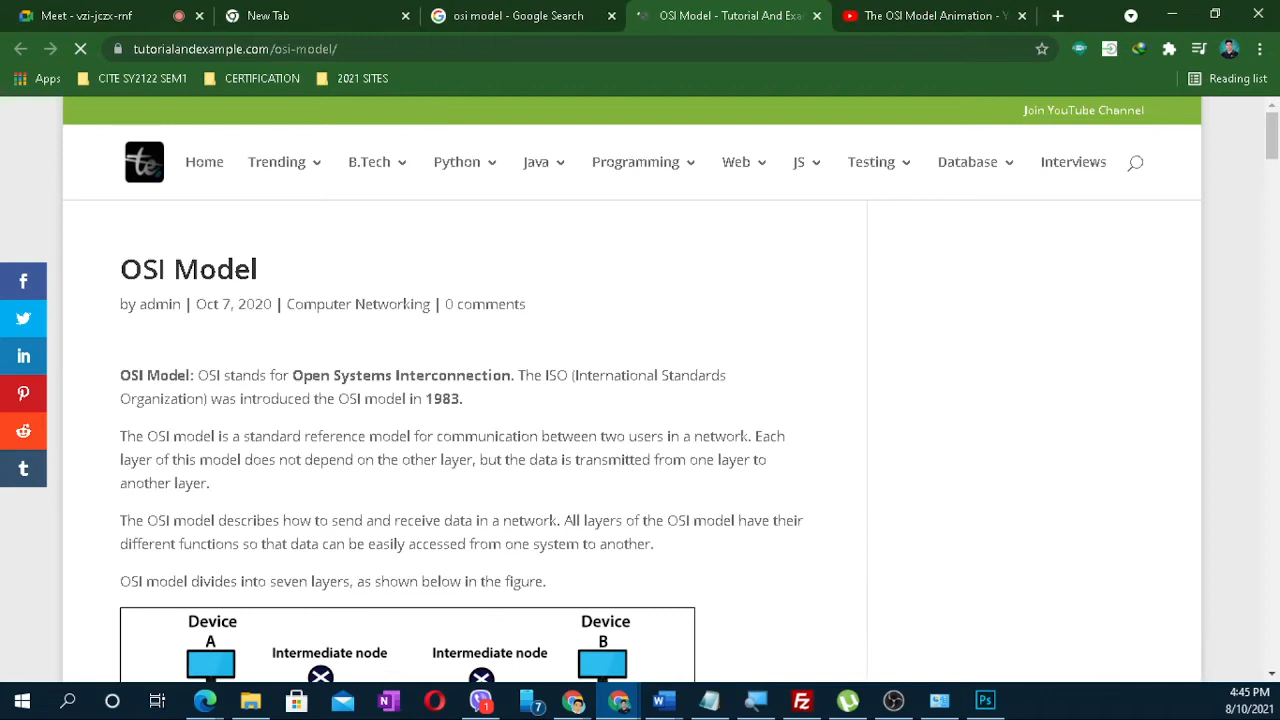 Meet - vzi-jczx-rnf
New Tab
osi model - Google Search
OSI Model - Tutorial And Exa
The OSI Model Animation - Y
tutorialandexample.com/osi-model/
Apps
CITE SY2122 SEM1
CERTIFICATION
2021 SITES
Reading list
Join YouTube Channel
te
Home
Trending
B.Tech
Python
Java
Programming
Web
JS
Testing
Database
Interviews
OSI Model
by admin | Oct 7, 2020 | Computer Networking | 0 comments
OSI Model: OSI stands for Open Systems Interconnection. The ISO (International Standards
Organization) was introduced the OSI model in 1983.
The OSI model is a standard reference model for communication between two users in a network. Each
layer of this model does not depend on the other layer, but the data is transmitted from one layer to
another layer.
The OSI model describes how to send and receive data in a network. All layers of the OSI model have their
different functions so that data can be easily accessed from one system to another.
OSI model divides into seven layers, as shown below in the figure.
Device
A
Intermediate node
Intermediate node
Device
B
1
7
Ps
4:45 PM
8/10/2021